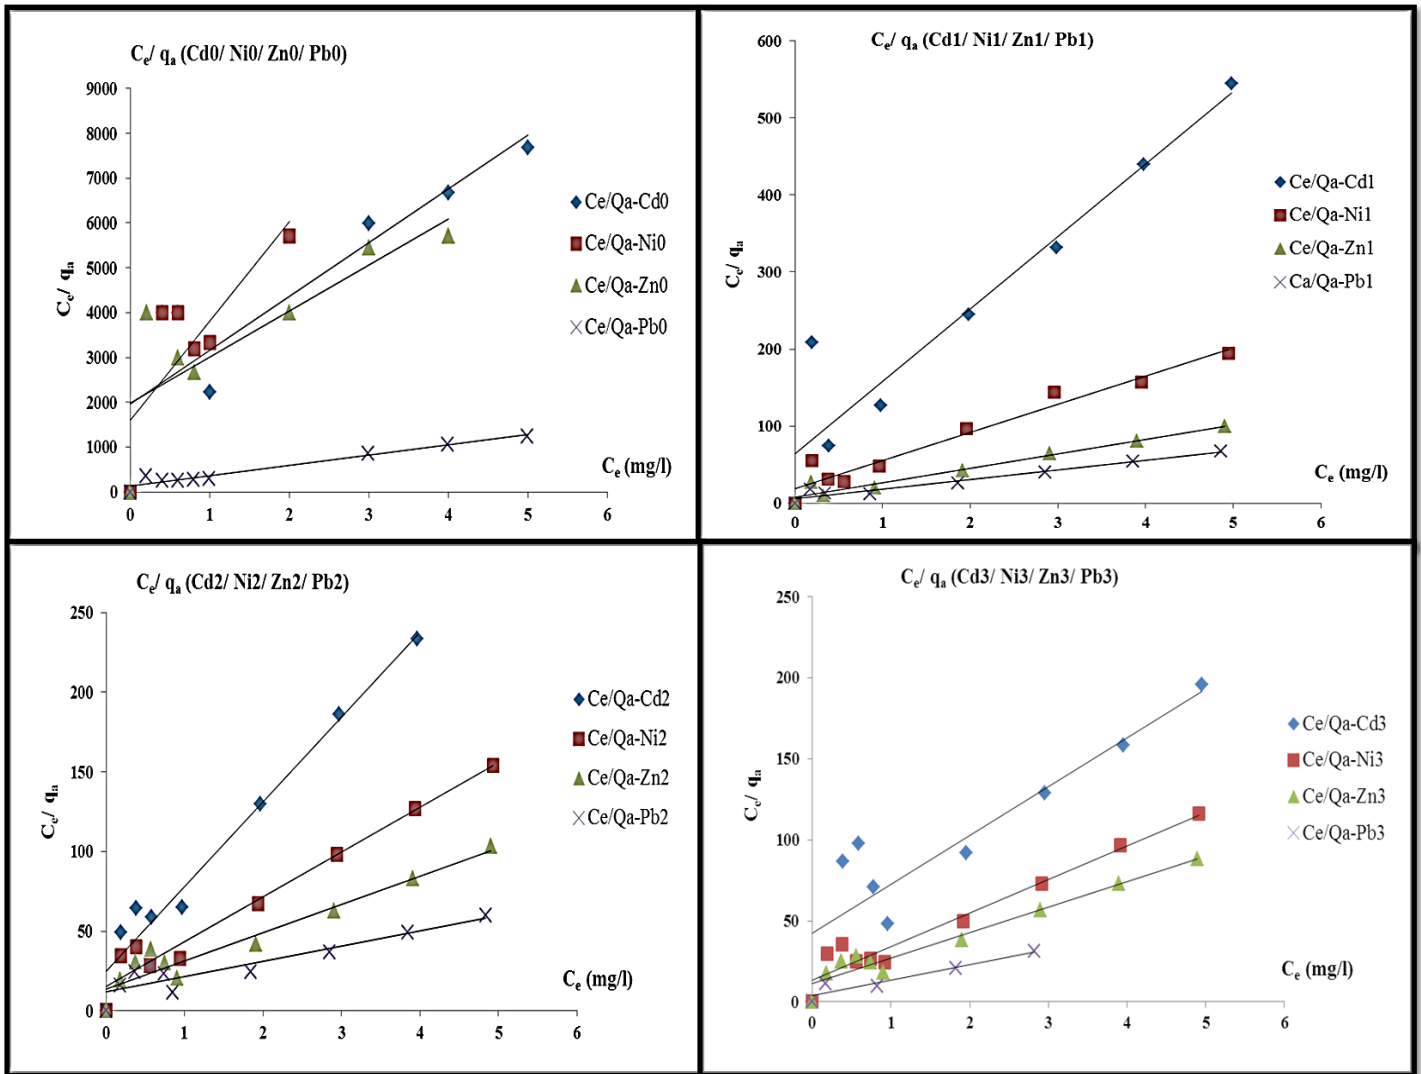 Ce/ qa (Cd0/ Ni0/ Zn0/ Pb0)
9000
8000
7000
6000
5000
4000
3000
2000
1000
0
Ce/ qa
0 1 2 3 4 5 6
Ce (mg/l)
Ce/Qa-Cd0
Ce/Qa-Ni0
Ce/Qa-Zn0
Ce/Qa-Pb0
Ce/ qa (Cd1/ Ni1/ Zn1/ Pb1)
600
500
400
300
200
100
0
Ce/ qa
0 1 2 3 4 5 6
Ce (mg/l)
Ce/Qa-Cd1
Ce/Qa-Ni1
Ce/Qa-Zn1
Ca/Qa-Pb1
Ce/ qa (Cd2/ Ni2/ Zn2/ Pb2)
250
200
150
100
50
0
Ce/ qa
0 1 2 3 4 5 6
Ce (mg/l)
Ce/Qa-Cd2
Ce/Qa-Ni2
Ce/Qa-Zn2
Ce/Qa-Pb2
Ce/ qa (Cd3/ Ni3/ Zn3/ Pb3)
250
200
150
100
50
0
Ce/ qa
0 1 2 3 4 5 6
Ce (mg/l)
Ce/Qa-Cd3
Ce/Qa-Ni3
Ce/Qa-Zn3
Ce/Qa-Pb3